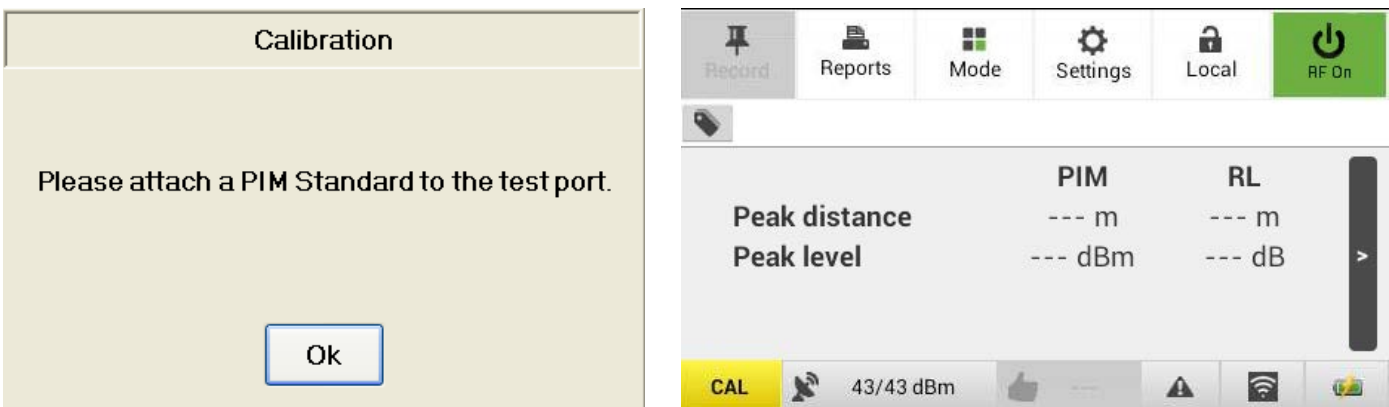 Calibration
Please attach a PIM Standard to the test port.
Ok
Record Reports Mode Settings Local RF On
PIM RL
Peak distance --- m --- m
Peak level --- dBm --- dB
>
CAL 43/43 dBm ---